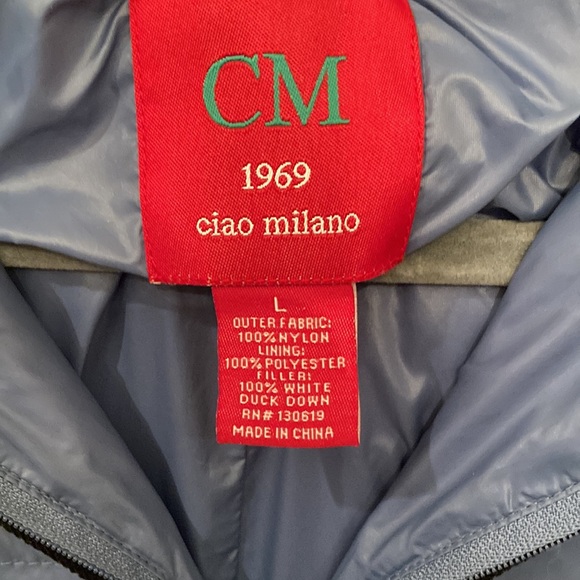 CM
1969
ciao milano
L
OUTER FABRIC:
100% NYLON
LINING:
100% POLYESTER
FILLER:
100% WHITE
DUCK DOWN
RN# 130619
MADE IN CHINA